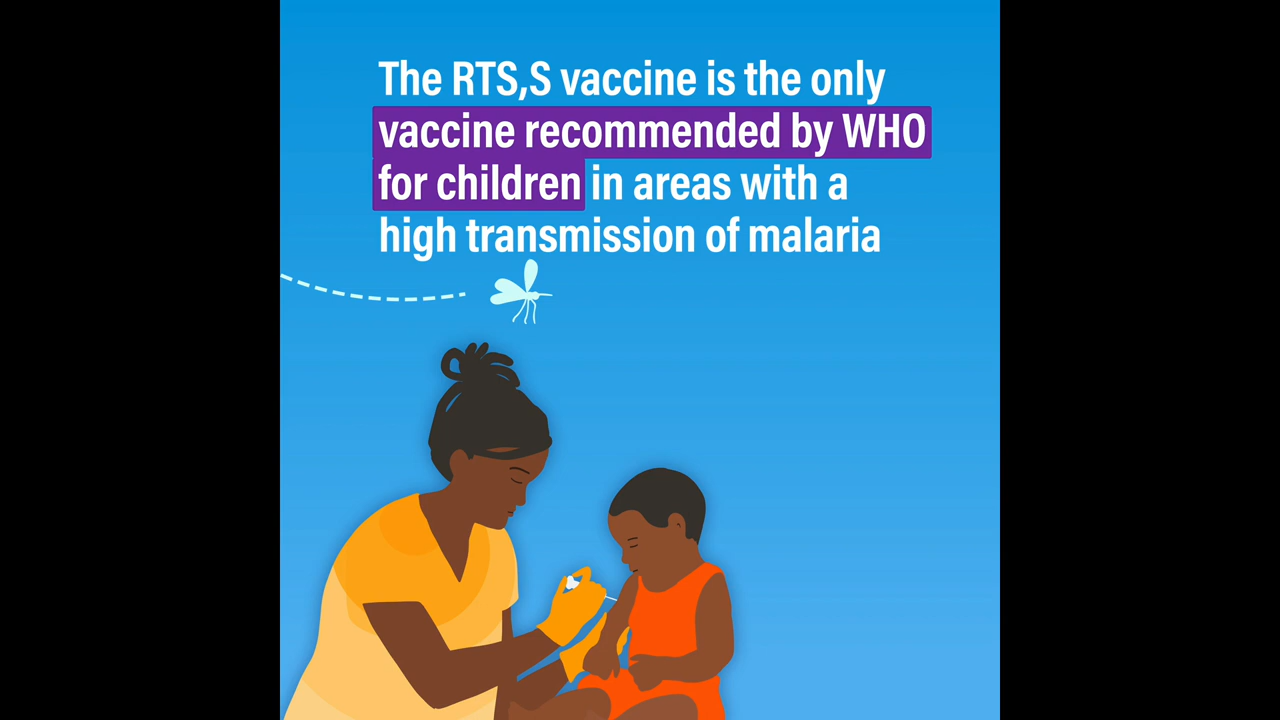 The RTS,S vaccine is the only
vaccine recommended by WHO
for children in areas with a
high transmission of malaria